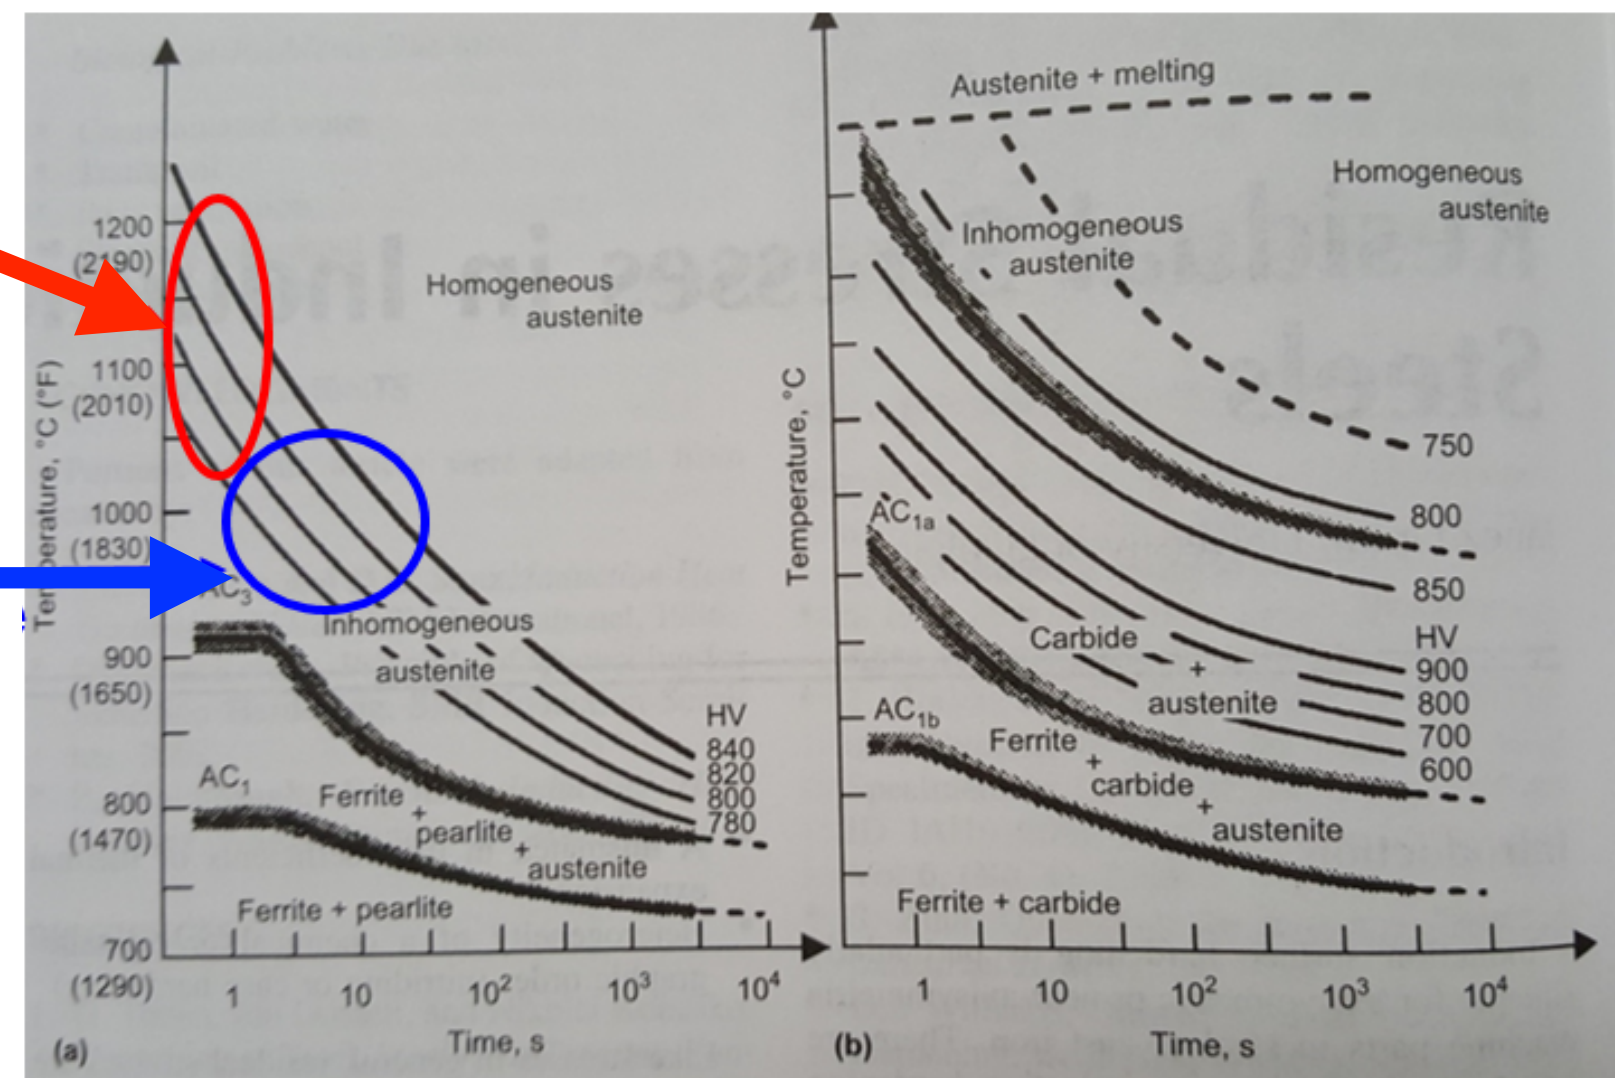 1200
(2190)
1100
(2010)
1000
(1830)
900
(1650)
800
(1470)
700
(1290)
Temperature, °C (°F)
Homogeneous
austenite
AC3
Inhomogeneous
austenite
HV
840
820
800
780
AC1
Ferrite
+
pearlite
+
austenite
Ferrite + pearlite
1
10
10²
10³
10⁴
(a)
Time, s
Austenite + melting
Homogeneous
austenite
Inhomogeneous
austenite
Temperature, °C
750
800
850
HV
900
800
700
600
AC1a
Carbide
+
austenite
AC1b
Ferrite
+
carbide
+
austenite
Ferrite + carbide
1
10
10²
10³
10⁴
(b)
Time, s